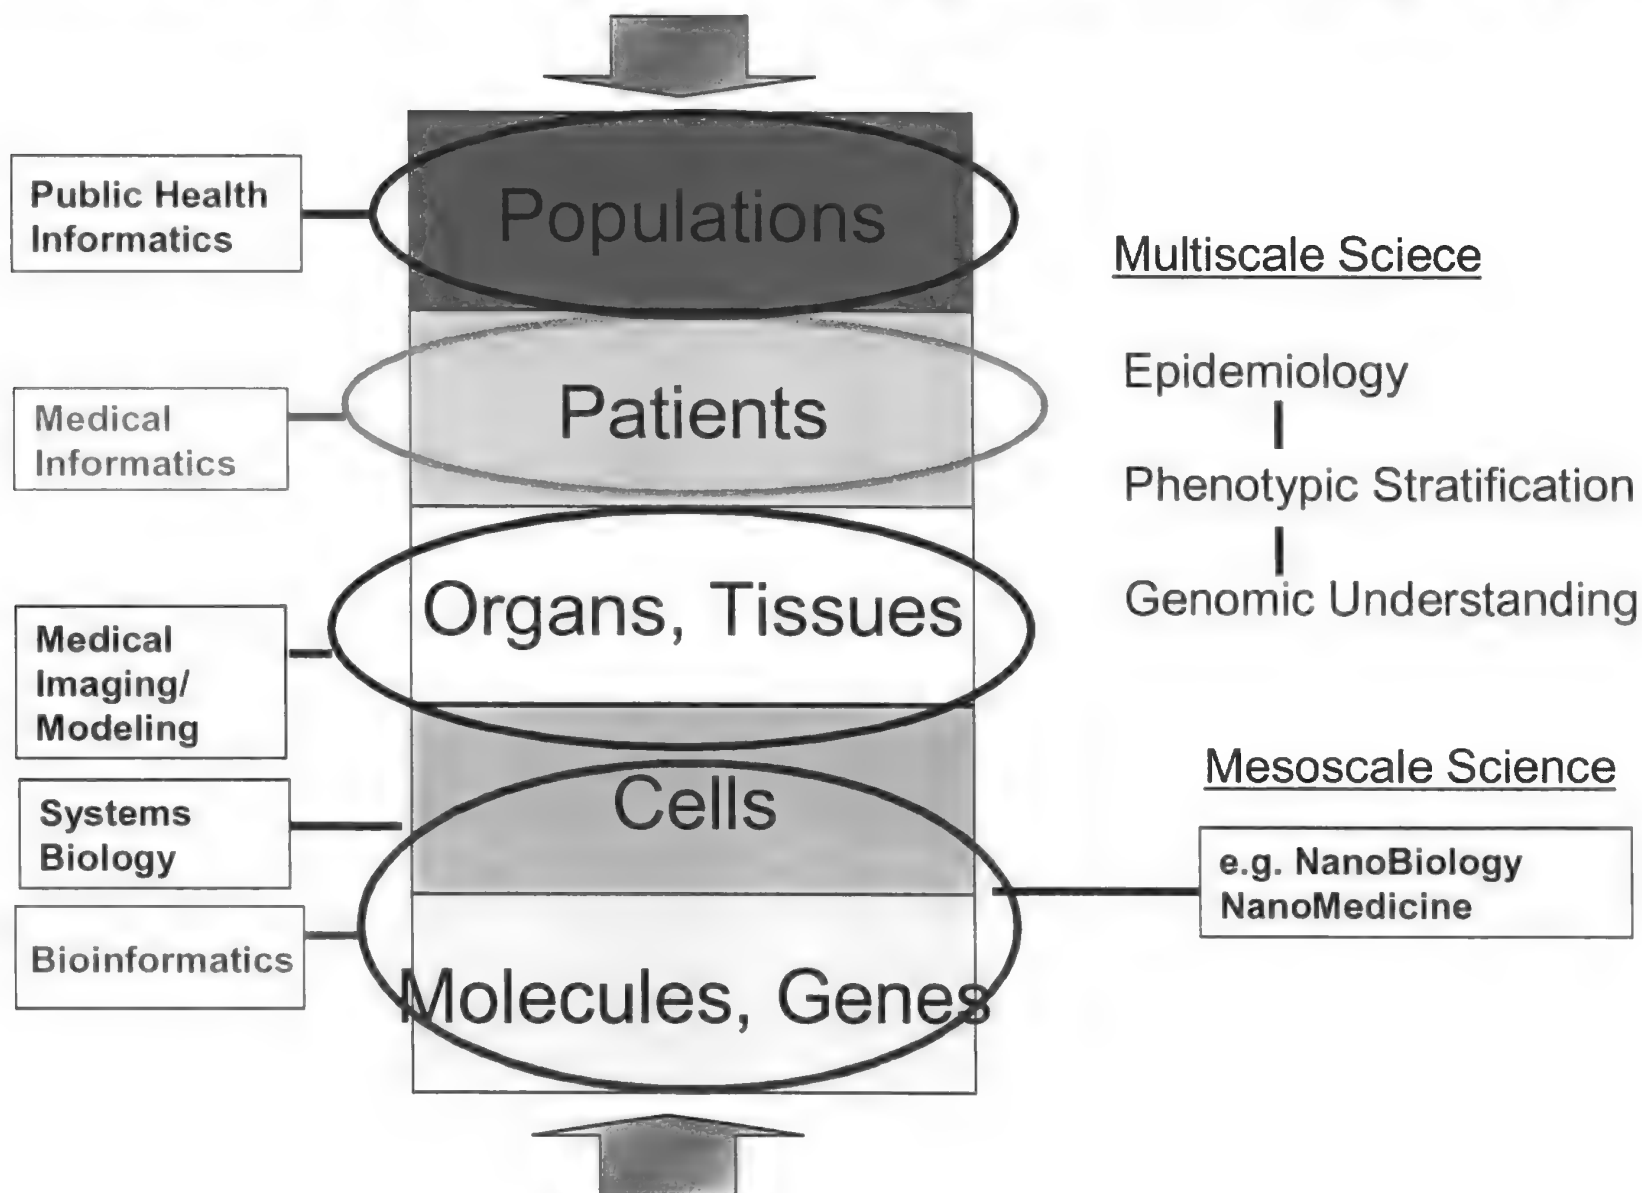 Populations
Public Health
Informatics
Multiscale Sciece
Epidemiology
Patients
Medical
Informatics
Phenotypic Stratification
Genomic Understanding
Organs, Tissues
Medical
Imaging/
Modeling
Mesoscale Science
Cells
Systems
Biology
e.g. NanoBiology
NanoMedicine
Bioinformatics
Molecules, Genes